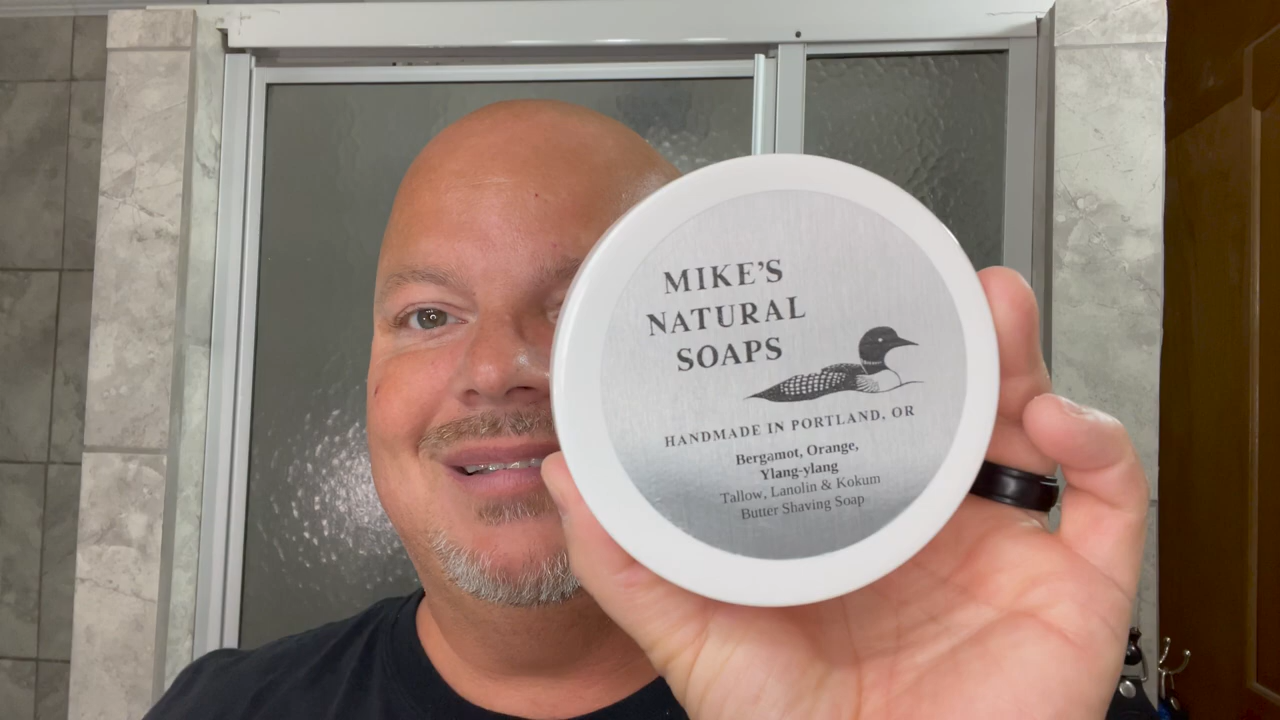 MIKE'S
NATURAL
SOAPS
HANDMADE IN PORTLAND, OR
Bergamot, Orange,
Ylang-ylang
Tallow, Lanolin & Kokum
Butter Shaving Soap